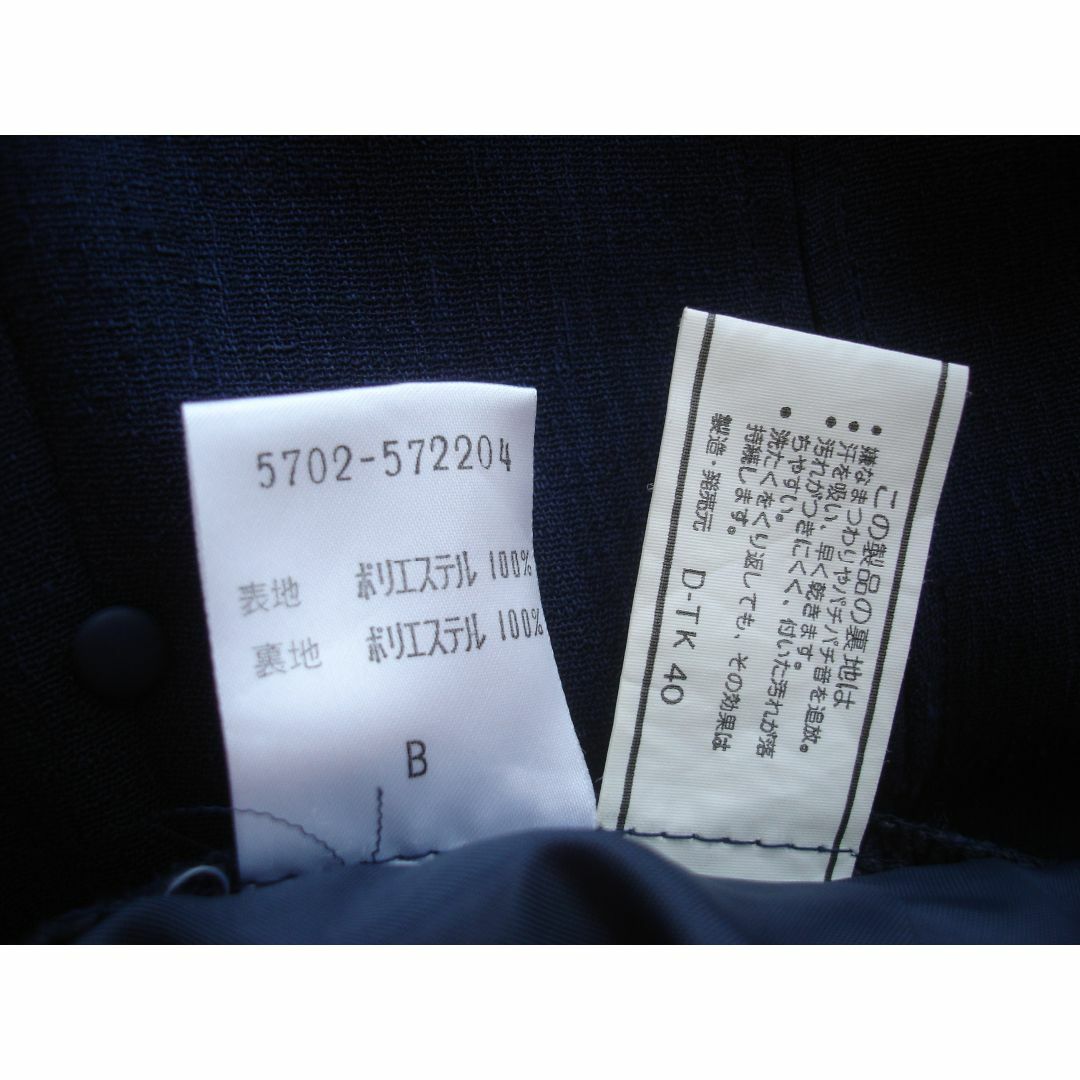 5702-572204
表地 ポリエステル 100%
裏地 ポリエステル 100%
B
この製品の裏地は
・嫌なまつわりやパチパチ音を追放。
・汗を吸い、早く乾きます。
・汚れがつきにくく、付いた汚れが落
ちやすい。
・洗たくをくり返しても、その効果は
持続します。
製造・発売元 D-TK 40